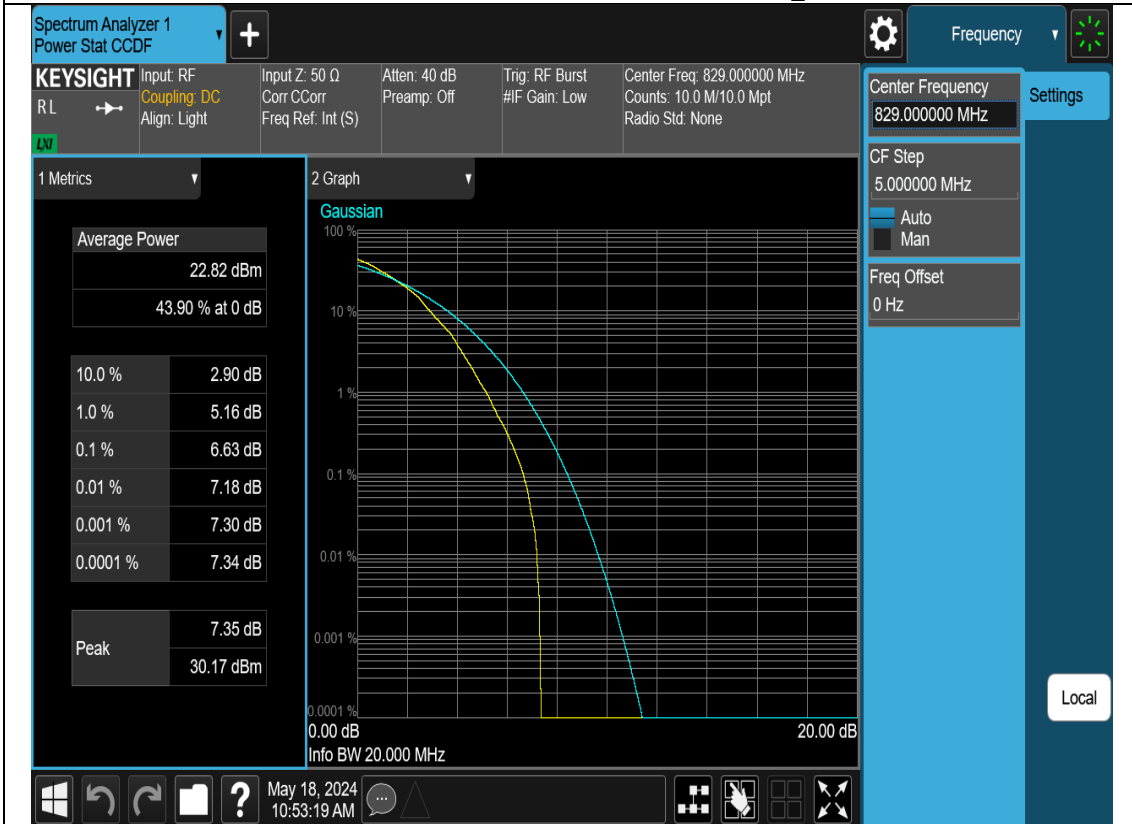 Spectrum Analyzer 1
Power Stat CCDF
+
Frequency
KEYSIGHT
RL
LXI
Input: RF
Coupling: DC
Align: Light
Input Z: 50 Ω
Corr CCorr
Freq Ref: Int (S)
Atten: 40 dB
Preamp: Off
Trig: RF Burst
#IF Gain: Low
Center Freq: 829.000000 MHz
Counts: 10.0 M/10.0 Mpt
Radio Std: None
Center Frequency
829.000000 MHz
Settings
CF Step
5.000000 MHz
Auto
Man
Freq Offset
0 Hz
1 Metrics
Average Power
22.82 dBm
43.90 % at 0 dB
10.0 % 2.90 dB
1.0 % 5.16 dB
0.1 % 6.63 dB
0.01 % 7.18 dB
0.001 % 7.30 dB
0.0001 % 7.34 dB
Peak
7.35 dB
30.17 dBm
2 Graph
Gaussian
100 %
10 %
1 %
0.1 %
0.01 %
0.001 %
0.0001 %
0.00 dB 20.00 dB
Info BW 20.000 MHz
Local
?
May 18, 2024
10:53:19 AM